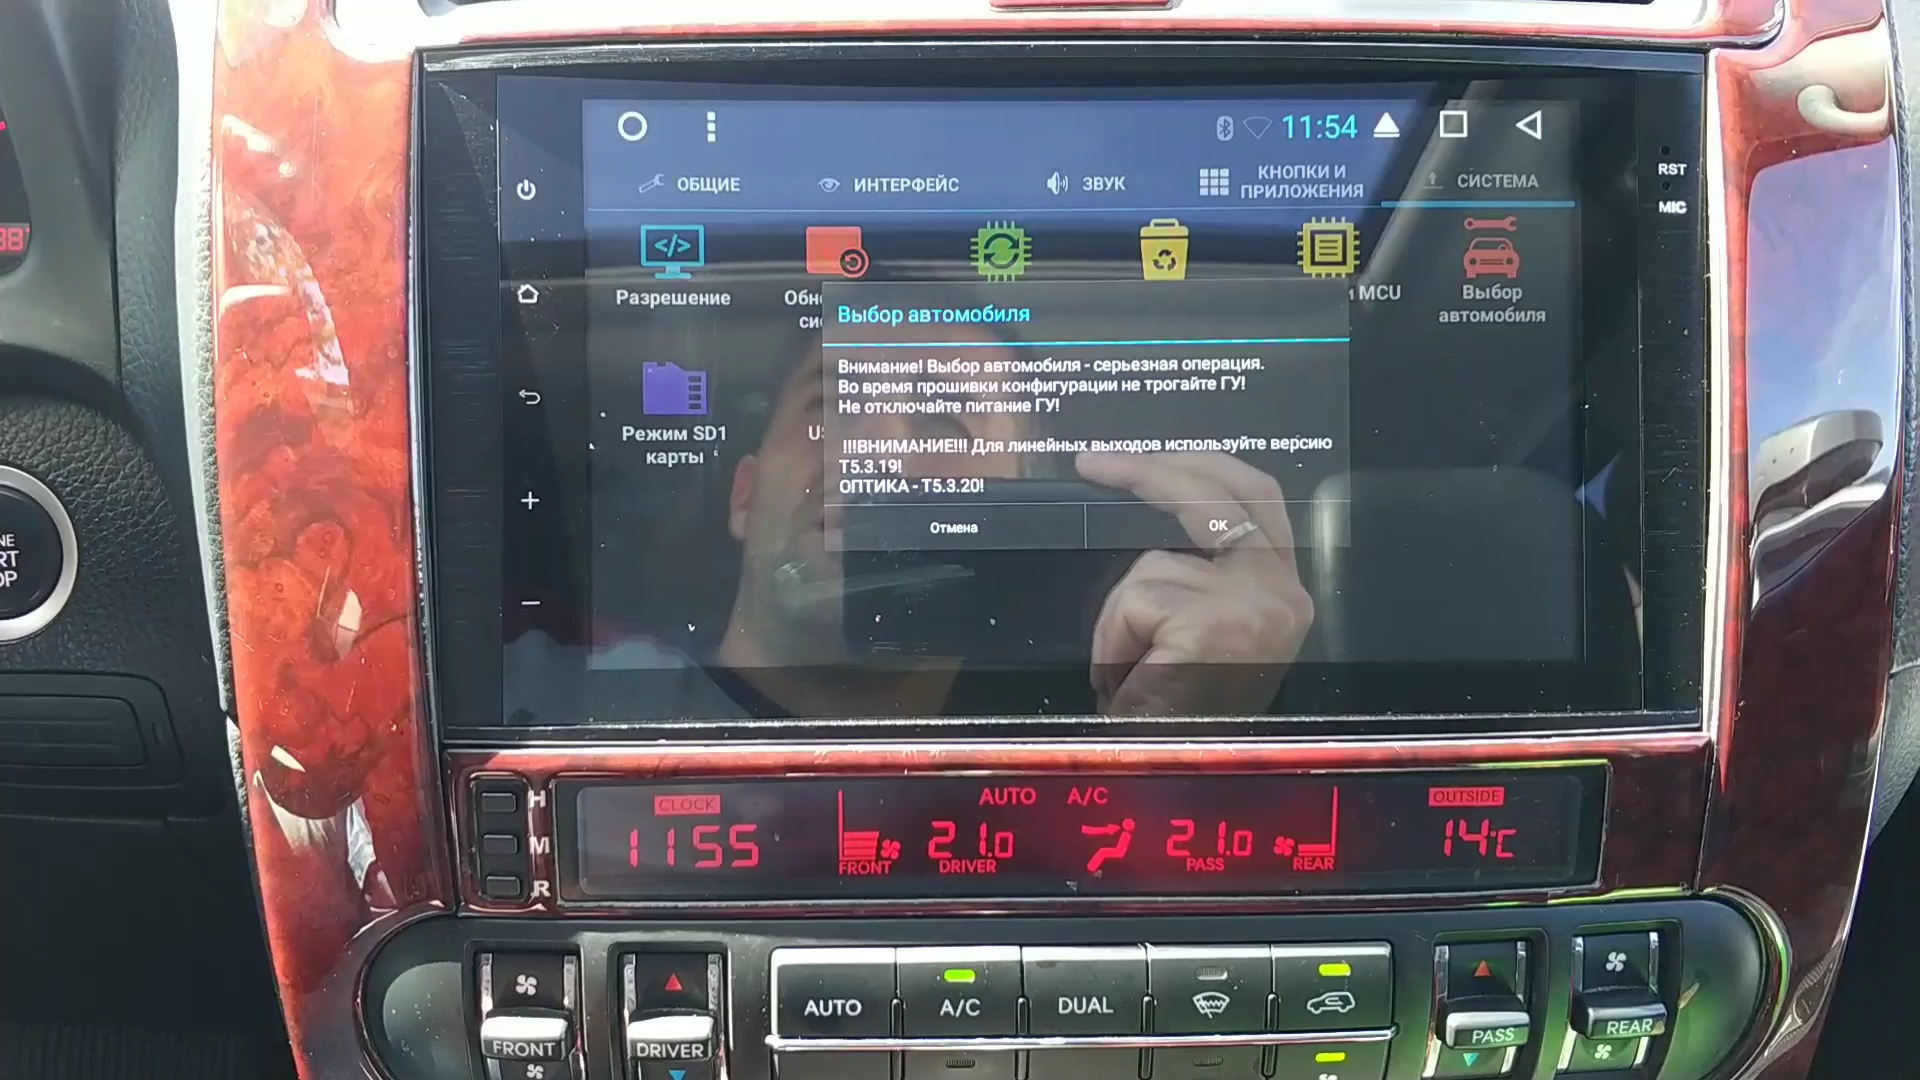 11:54
RST
MIC
ОБЩИЕ
ИНТЕРФЕЙС
ЗВУК
КНОПКИ И
ПРИЛОЖЕНИЯ
СИСТЕМА
Разрешение
MCU
Выбор
автомобиля
Режим SD1
карты
Выбор автомобиля
Внимание! Выбор автомобиля - серьезная операция.
Во время прошивки конфигурации не трогайте ГУ!
Не отключайте питание ГУ!
!!!ВНИМАНИЕ!!! Для линейных выходов используйте версию
T5.3.19!
ОПТИКА - T5.3.20!
Отмена
ОК
H
M
R
CLOCK
1155
AUTO A/C
FRONT
21.0
DRIVER
21.0
PASS
REAR
OUTSIDE
14°C
FRONT
DRIVER
AUTO
A/C
DUAL
PASS
REAR